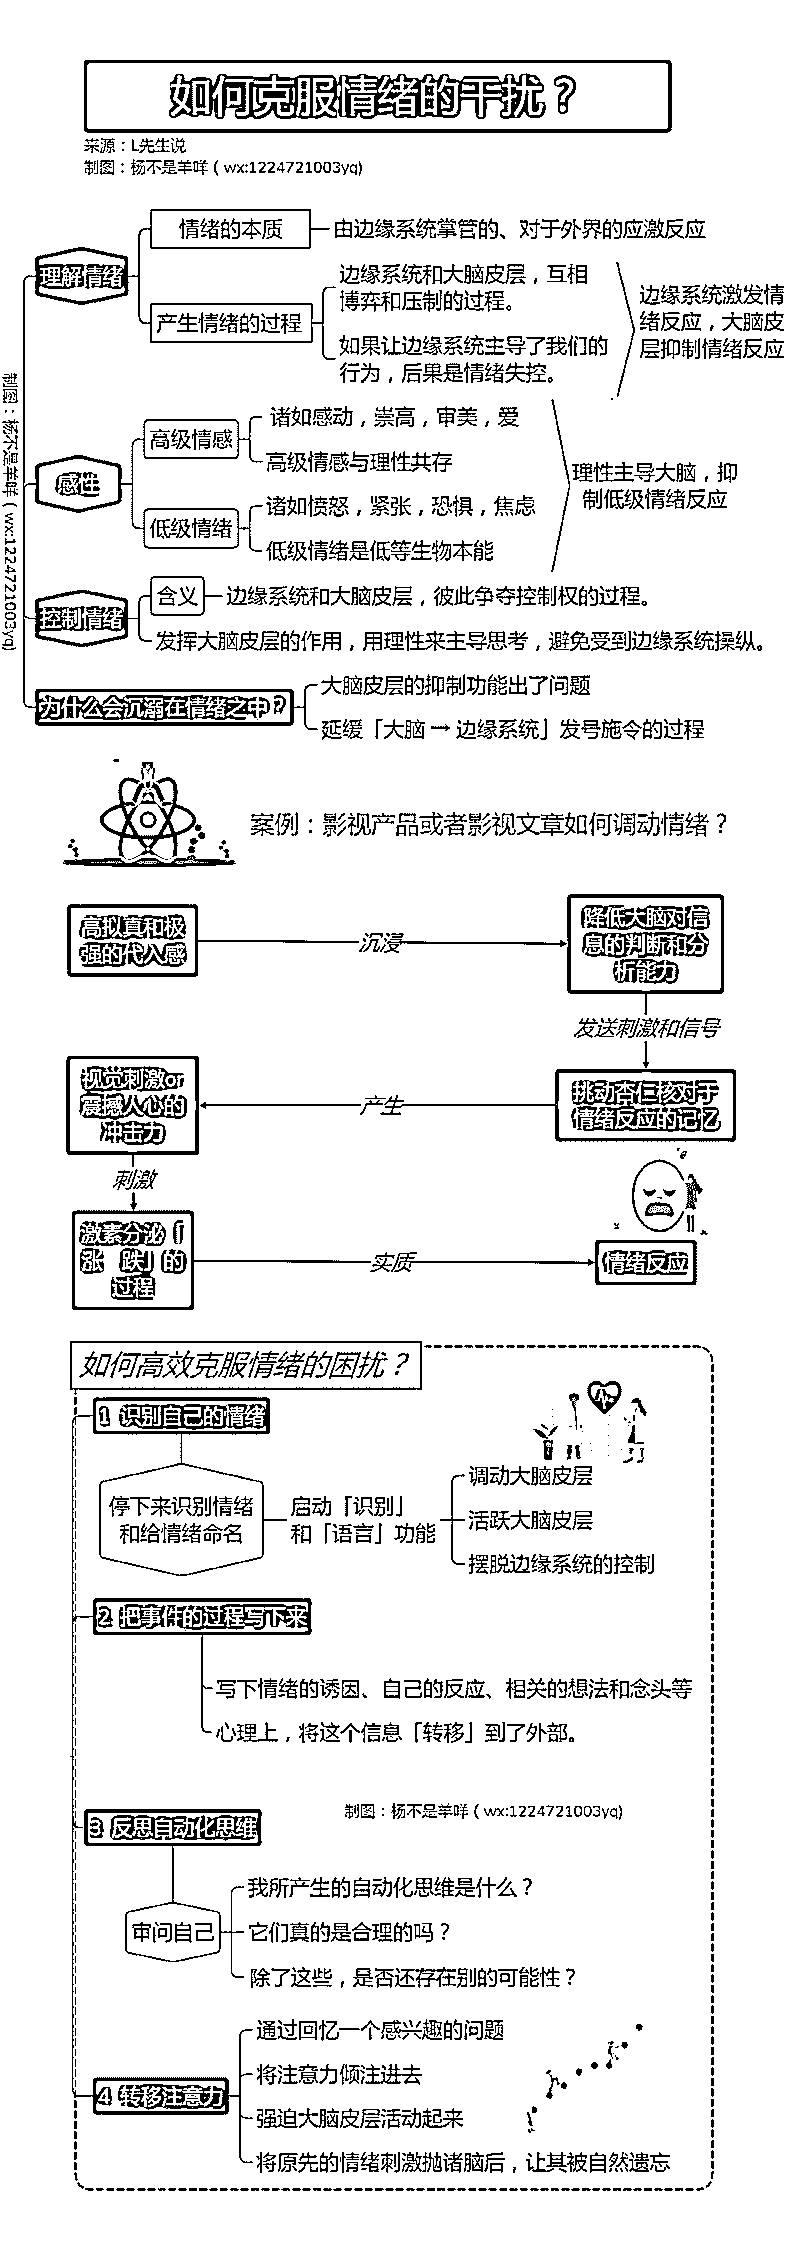 如何克服情绪的干扰？
来源：L先生说
制图：杨不是羊咩（wx:1224721003yq)
情绪的本质
由边缘系统掌管的、对于外界的应激反应
理解情绪
产生情绪的过程
边缘系统和大脑皮层，互相
博弈和压制的过程。
如果让边缘系统主导了我们的
行为，后果是情绪失控。
边缘系统激发情
绪反应，大脑皮
层抑制情绪反应
制图：杨不是羊咩（wx:1224721003yq)
感性
高级情感
诸如感动，崇高，审美，爱
高级情感与理性共存
低级情绪
诸如愤怒，紧张，恐惧，焦虑
低级情绪是低等生物本能
理性主导大脑，抑
制低级情绪反应
控制情绪
含义
边缘系统和大脑皮层，彼此争夺控制权的过程。
发挥大脑皮层的作用，用理性来主导思考，避免受到边缘系统操纵。
为什么会沉溺在情绪之中？
大脑皮层的抑制功能出了问题
延缓「大脑 → 边缘系统」发号施令的过程
案例：影视产品或者影视文章如何调动情绪？
高拟真和极
强的代入感
沉浸
降低大脑对信
息的判断和分
析能力
发送刺激和信号
挑动杏仁核对于
情绪反应的记忆
产生
视觉刺激or
震撼人心的
冲击力
刺激
激素分泌「
涨 跌」的
过程
实质
情绪反应
如何高效克服情绪的困扰？
1 识别自己的情绪
停下来识别情绪
和给情绪命名
启动「识别」
和「语言」功能
调动大脑皮层
活跃大脑皮层
摆脱边缘系统的控制
2 把事件的过程写下来
写下情绪的诱因、自己的反应、相关的想法和念头等
心理上，将这个信息「转移」到了外部。
制图：杨不是羊咩（wx:1224721003yq)
3 反思自动化思维
审问自己
我所产生的自动化思维是什么？
它们真的是合理的吗？
除了这些，是否还存在别的可能性？
4 转移注意力
通过回忆一个感兴趣的问题
将注意力倾注进去
强迫大脑皮层活动起来
将原先的情绪刺激抛诸脑后，让其被自然遗忘